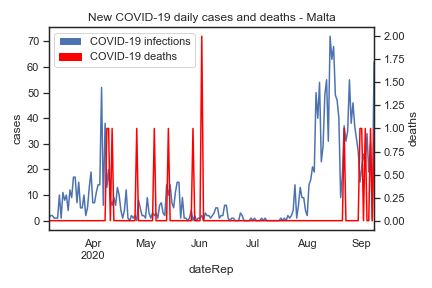 New COVID-19 daily cases and deaths - Malta
COVID-19 infections
COVID-19 deaths
70
60
50
40
30
20
10
0
cases
2.00
1.75
1.50
1.25
1.00
0.75
0.50
0.25
0.00
deaths
Apr May Jun Jul Aug Sep
2020
dateRep